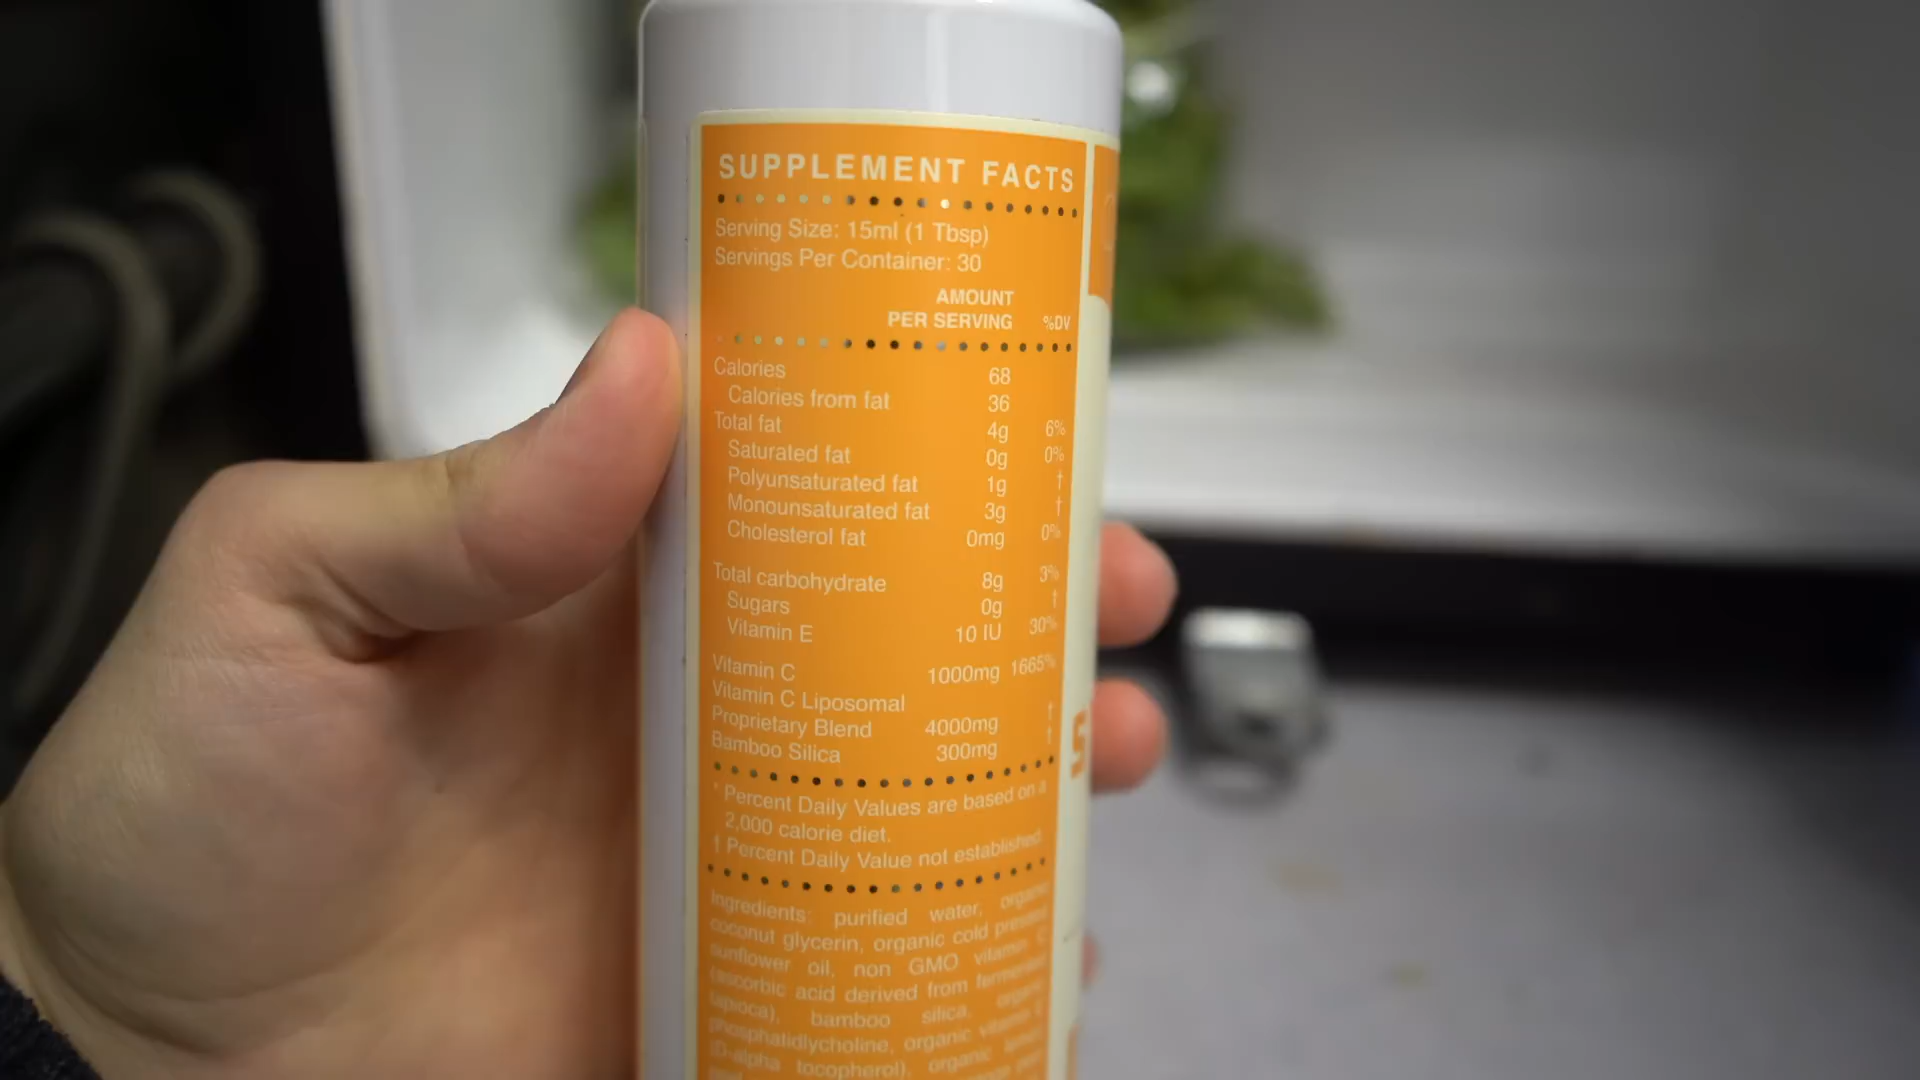 SUPPLEMENT FACTS
Serving Size: 15ml (1 Tbsp)
Servings Per Container: 30
AMOUNT
PER SERVING %DV
Calories 68
Calories from fat 36
Total fat 4g 6%
Saturated fat 0g 0%
Polyunsaturated fat 1g †
Monounsaturated fat 3g †
Cholesterol fat 0mg 0%
Total carbohydrate 8g 3%
Sugars 0g †
Vitamin E 10 IU 30%
Vitamin C 1000mg 1665%
Vitamin C Liposomal
Proprietary Blend 4000mg †
Bamboo Silica 300mg †
* Percent Daily Values are based on a
2,000 calorie diet.
† Percent Daily Value not established.
Ingredients: purified water, organic
coconut glycerin, organic cold pressed
sunflower oil, non GMO vitamin C
(ascorbic acid derived from fermented
tapioca), bamboo silica, organic
phosphatidlycholine, organic vitamin E
(D-alpha tocopherol), organic
S